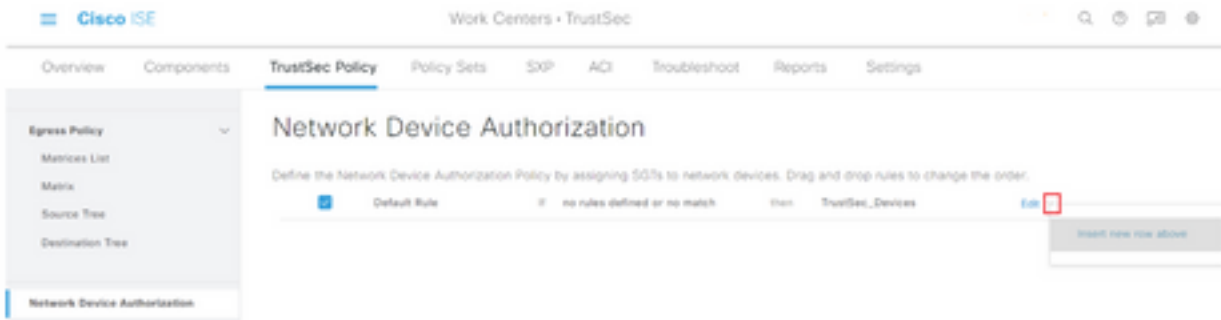 Cisco ISE
Work Centers • TrustSec
Overview Components TrustSec Policy Policy Sets SXP ACI Troubleshoot Reports Settings
Egress Policy
Matrices List
Matrix
Source Tree
Destination Tree
Network Device Authorization
Network Device Authorization
Define the Network Device Authorization Policy by assigning SGTs to network devices. Drag and drop rules to change the order.
Default Rule If no rules defined or no match then TrustSec_Devices Edit
Insert new row above